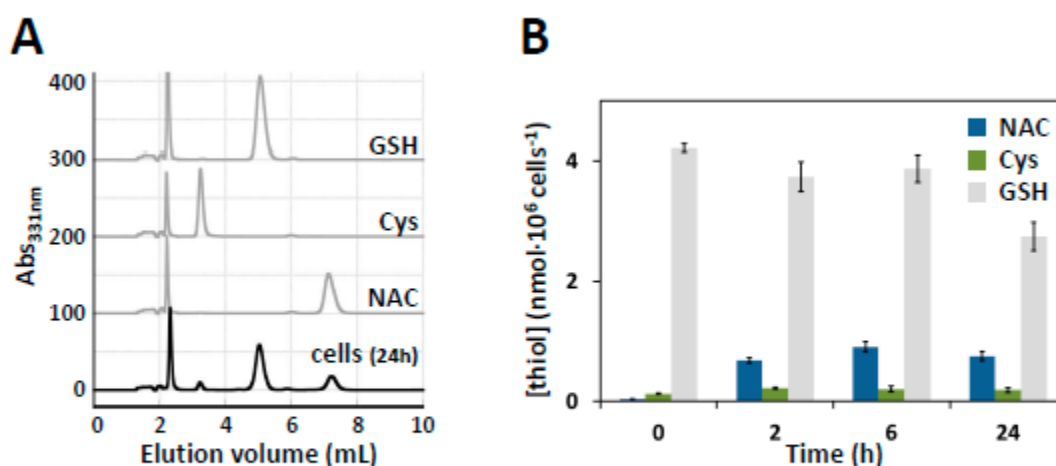 A
400
300
200
100
0
GSH
Cys
NAC
cells (24h)
Abs331nm
0 2 4 6 8 10
Elution volume (mL)
B
NAC
Cys
GSH
[thiol] (nmol·10⁶ cells⁻¹)
4
2
0
0 2 6 24
Time (h)